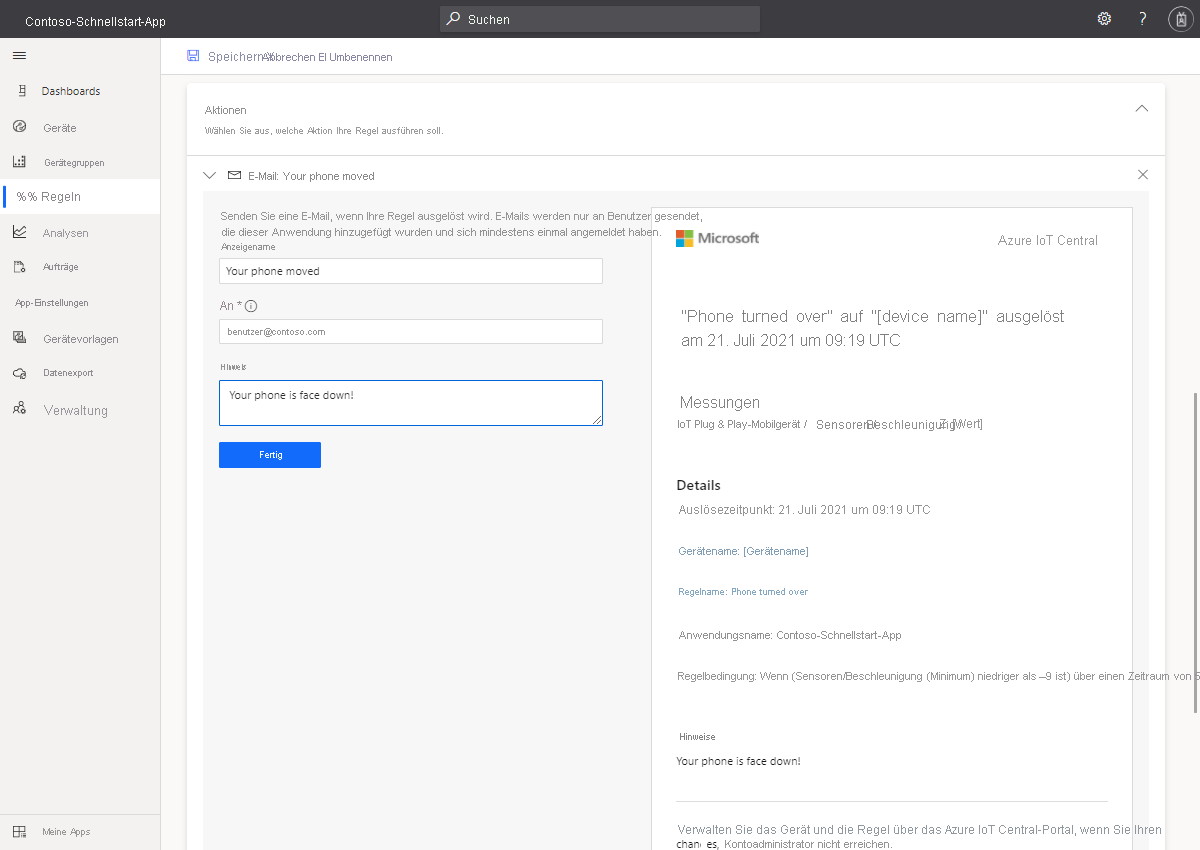 Contoso-Schnellstart-App
Suchen
?
Speichern
Abbrechen El Umbenennen
Dashboards
Geräte
Gerätegruppen
%% Regeln
Analysen
Aufträge
App-Einstellungen
Gerätevorlagen
Datenexport
Verwaltung
Meine Apps
Aktionen
Wählen Sie aus, welche Aktion Ihre Regel ausführen soll.
E-Mail: Your phone moved
Senden Sie eine E-Mail, wenn Ihre Regel ausgelöst wird. E-Mails werden nur an Benutzer gesendet,
die dieser Anwendung hinzugefügt wurden und sich mindestens einmal angemeldet haben.
Anzeigename
Your phone moved
An *
benutzer@contoso.com
Hinweis
Your phone is face down!
Fertig
Microsoft
Azure IoT Central
"Phone turned over" auf "[device name]" ausgelöst
am 21. Juli 2021 um 09:19 UTC
Messungen
IoT Plug & Play-Mobilgerät / Sensoren / Beschleunigung / Z: [Wert]
Details
Auslösezeitpunkt: 21. Juli 2021 um 09:19 UTC
Gerätename: [Gerätename]
Regelname: Phone turned over
Anwendungsname: Contoso-Schnellstart-App
Regelbedingung: Wenn (Sensoren/Beschleunigung (Minimum) niedriger als –9 ist) über einen Zeitraum von 5
Hinweise
Your phone is face down!
Verwalten Sie das Gerät und die Regel über das Azure IoT Central-Portal, wenn Sie Ihren
es, Kontoadministrator nicht erreichen.